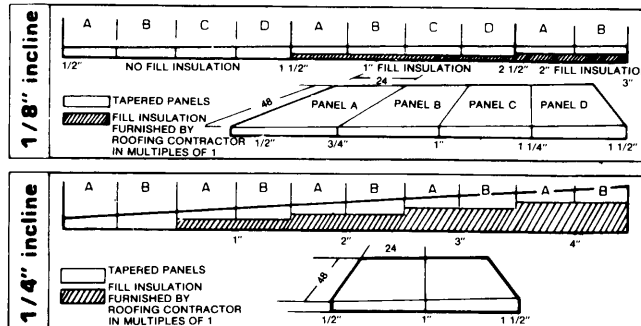 1/8" incline
A B C D A B C D A B
1/2" NO FILL INSULATION 1 1/2" 1" FILL INSULATION 2 1/2" 2" FILL INSULATIO
3"
24
48
PANEL A PANEL B PANEL C PANEL D
TAPERED PANELS
FILL INSULATION
FURNISHED BY
ROOFING CONTRACTOR
IN MULTIPLES OF 1
1/2" 3/4" 1" 1 1/4" 1 1/2"
1/4" incline
A B A B A B A B A B
1" 2" 3" 4"
24
48
TAPERED PANELS
FILL INSULATION
FURNISHED BY
ROOFING CONTRACTOR
IN MULTIPLES OF 1
1/2" 1" 1 1/2"